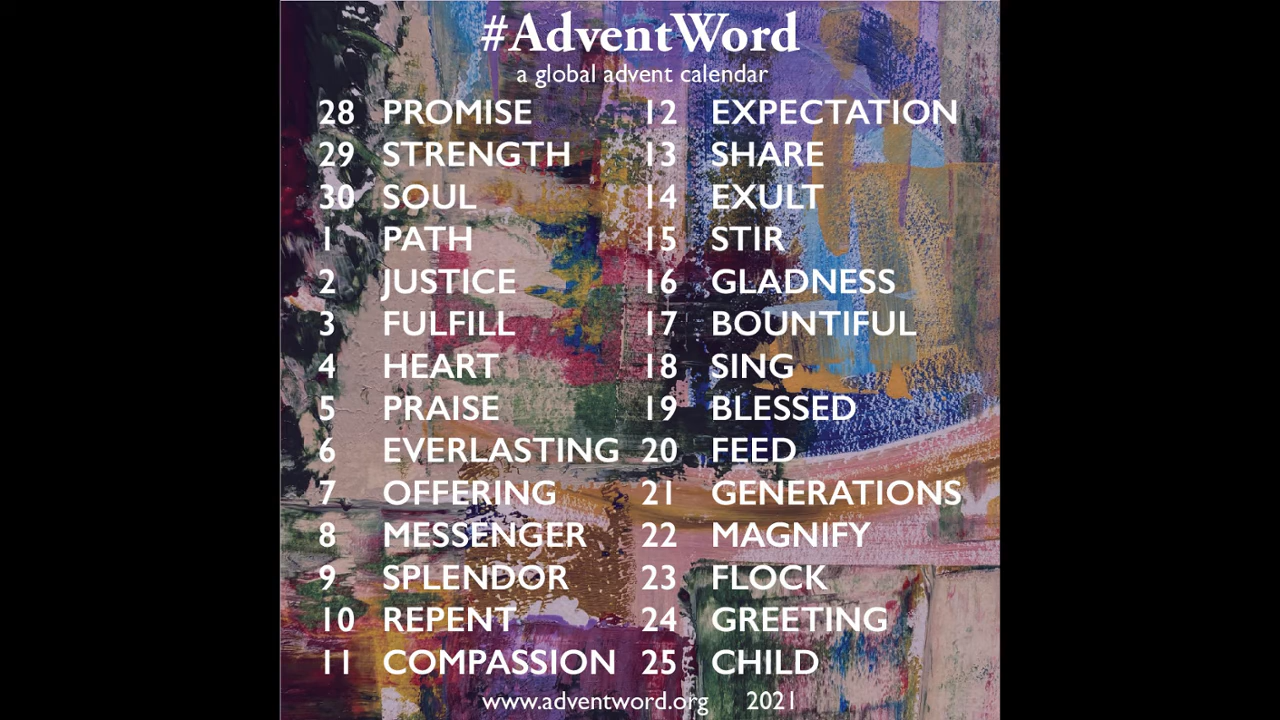 #AdventWord
a global advent calendar
28 PROMISE
29 STRENGTH
30 SOUL
1 PATH
2 JUSTICE
3 FULFILL
4 HEART
5 PRAISE
6 EVERLASTING
7 OFFERING
8 MESSENGER
9 SPLENDOR
10 REPENT
11 COMPASSION
12 EXPECTATION
13 SHARE
14 EXULT
15 STIR
16 GLADNESS
17 BOUNTIFUL
18 SING
19 BLESSED
20 FEED
21 GENERATIONS
22 MAGNIFY
23 FLOCK
24 GREETING
25 CHILD
www.adventword.org 2021